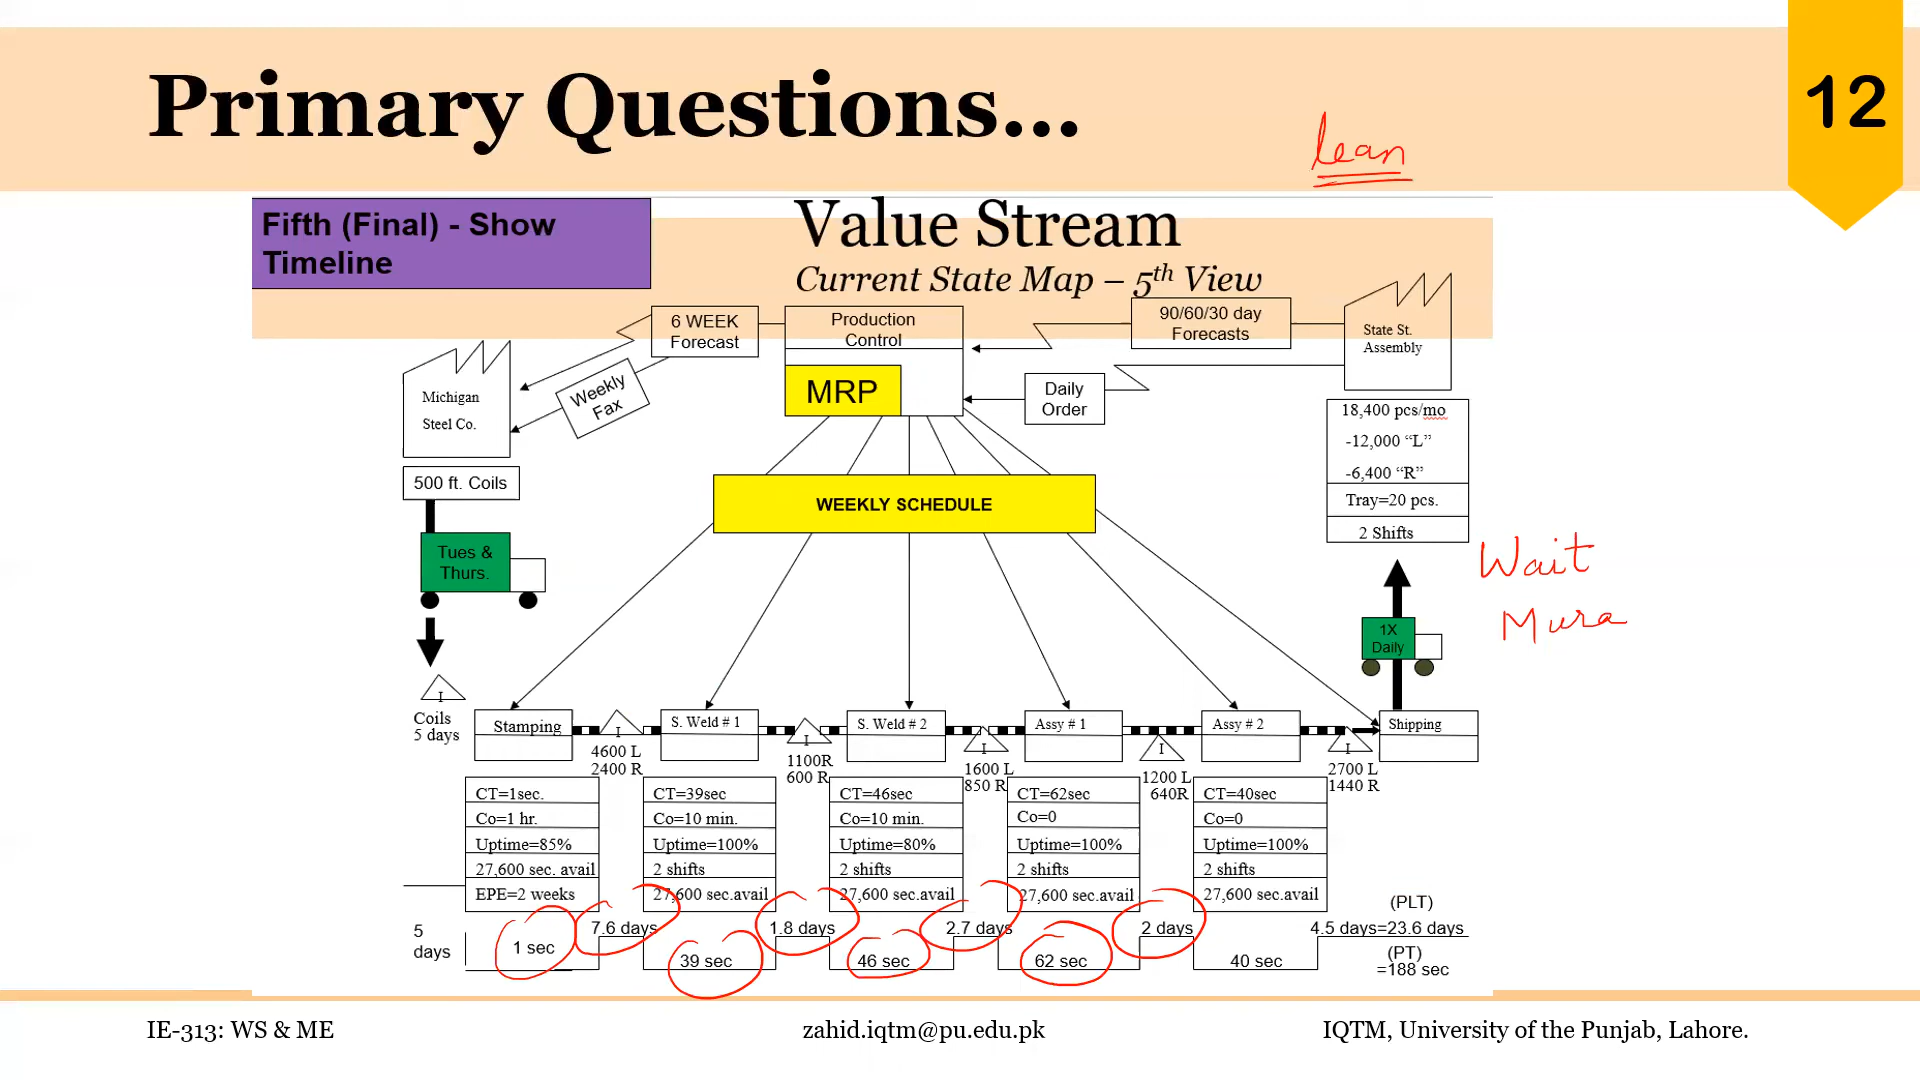 Primary Questions...
12
lean
Fifth (Final) - Show
Timeline
Value Stream
Current State Map – 5th View
6 WEEK
Forecast
Production
Control
90/60/30 day
Forecasts
State St.
Assembly
Michigan
Steel Co.
Weekly
Fax
MRP
Daily
Order
18,400 pcs/mo
-12,000 “L”
-6,400 “R”
Tray=20 pcs.
2 Shifts
500 ft. Coils
WEEKLY SCHEDULE
Tues &
Thurs.
Wait
Mura
1X
Daily
I
Coils
5 days
Stamping
I
4600 L
2400 R
S. Weld # 1
I
1100R
600 R
S. Weld # 2
I
1600 L
850 R
Assy # 1
I
1200 L
640R
Assy # 2
I
2700 L
1440 R
Shipping
CT=1sec.
Co=1 hr.
Uptime=85%
27,600 sec. avail
EPE=2 weeks
CT=39sec
Co=10 min.
Uptime=100%
2 shifts
27,600 sec.avail
CT=46sec
Co=10 min.
Uptime=80%
2 shifts
27,600 sec.avail
CT=62sec
Co=0
Uptime=100%
2 shifts
27,600 sec.avail
CT=40sec
Co=0
Uptime=100%
2 shifts
27,600 sec.avail
5
days
1 sec
7.6 days
39 sec
1.8 days
46 sec
2.7 days
62 sec
2 days
40 sec
(PLT)
4.5 days=23.6 days
(PT)
=188 sec
IE-313: WS & ME
zahid.iqtm@pu.edu.pk
IQTM, University of the Punjab, Lahore.